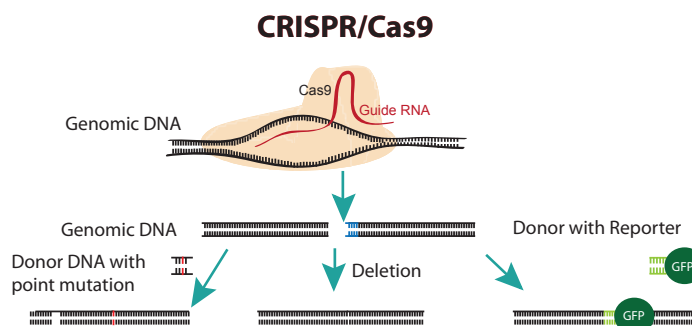 CRISPR/Cas9
Cas9
Guide RNA
Genomic DNA
Genomic DNA
Donor with Reporter
Donor DNA with
point mutation
Deletion
GFP
GFP